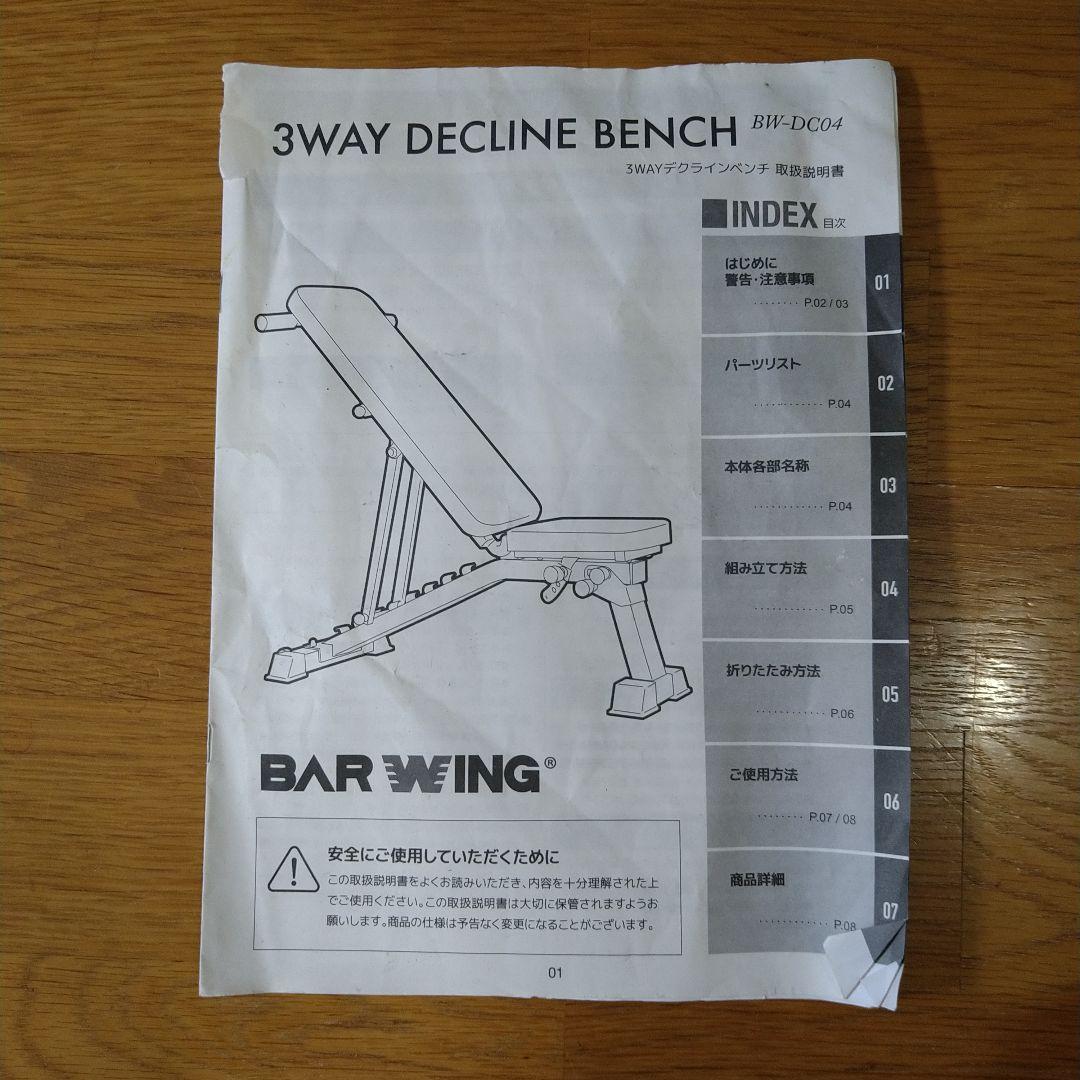 3WAY DECLINE BENCH BW-DC04
3WAYデクラインベンチ 取扱説明書
INDEX 目次
はじめに
警告・注意事項
········ P.02 / 03
01
パーツリスト
············ P.04
02
本体各部名称
············ P.04
03
組み立て方法
············ P.05
04
折りたたみ方法
············ P.06
05
ご使用方法
········ P.07 / 08
06
商品詳細
············ P.08
07
BARWING®
安全にご使用していただくために
この取扱説明書をよくお読みいただき、内容を十分理解された上
でご使用ください。この取扱説明書は大切に保管されますようお
願いします。商品の仕様は予告なく変更になることがございます。
01